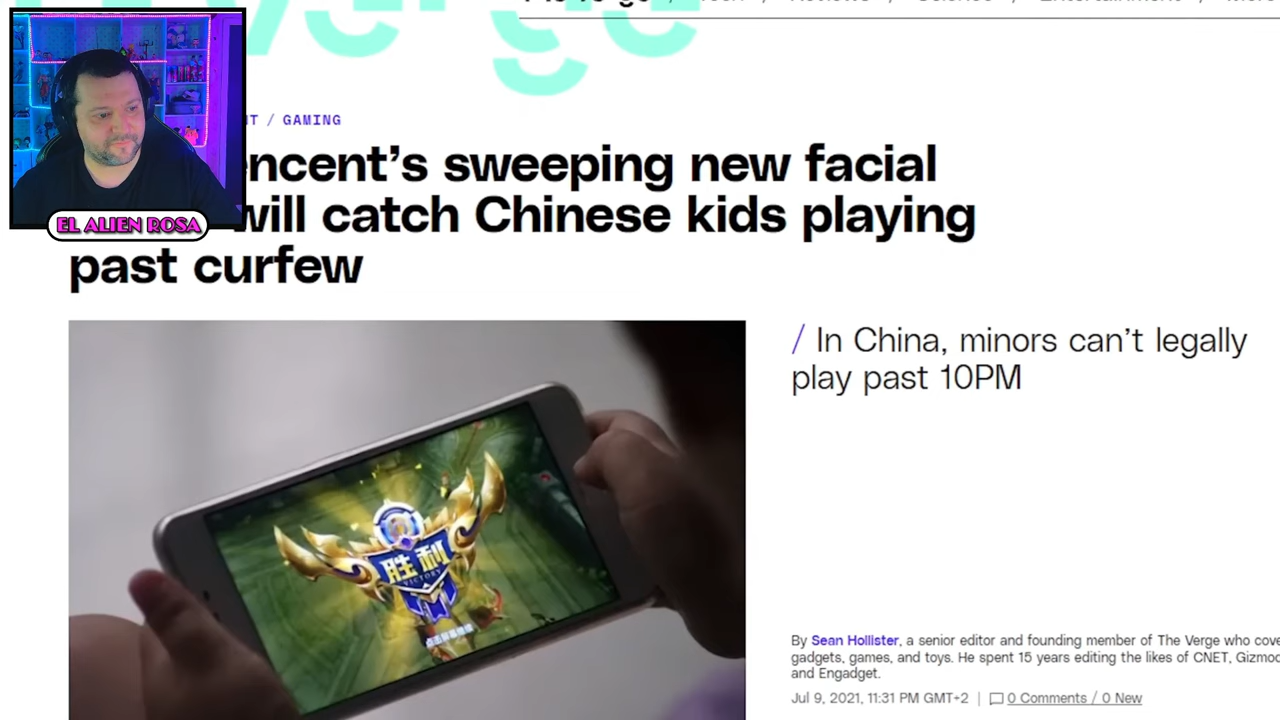 NT / GAMING
encent's sweeping new facial
will catch Chinese kids playing
past curfew
EL ALIEN ROSA
/ In China, minors can't legally
play past 10PM
胜利
VICTORY
By Sean Hollister, a senior editor and founding member of The Verge who cove
gadgets, games, and toys. He spent 15 years editing the likes of CNET, Gizmod
and Engadget.
Jul 9, 2021, 11:31 PM GMT+2 | 0 Comments / 0 New